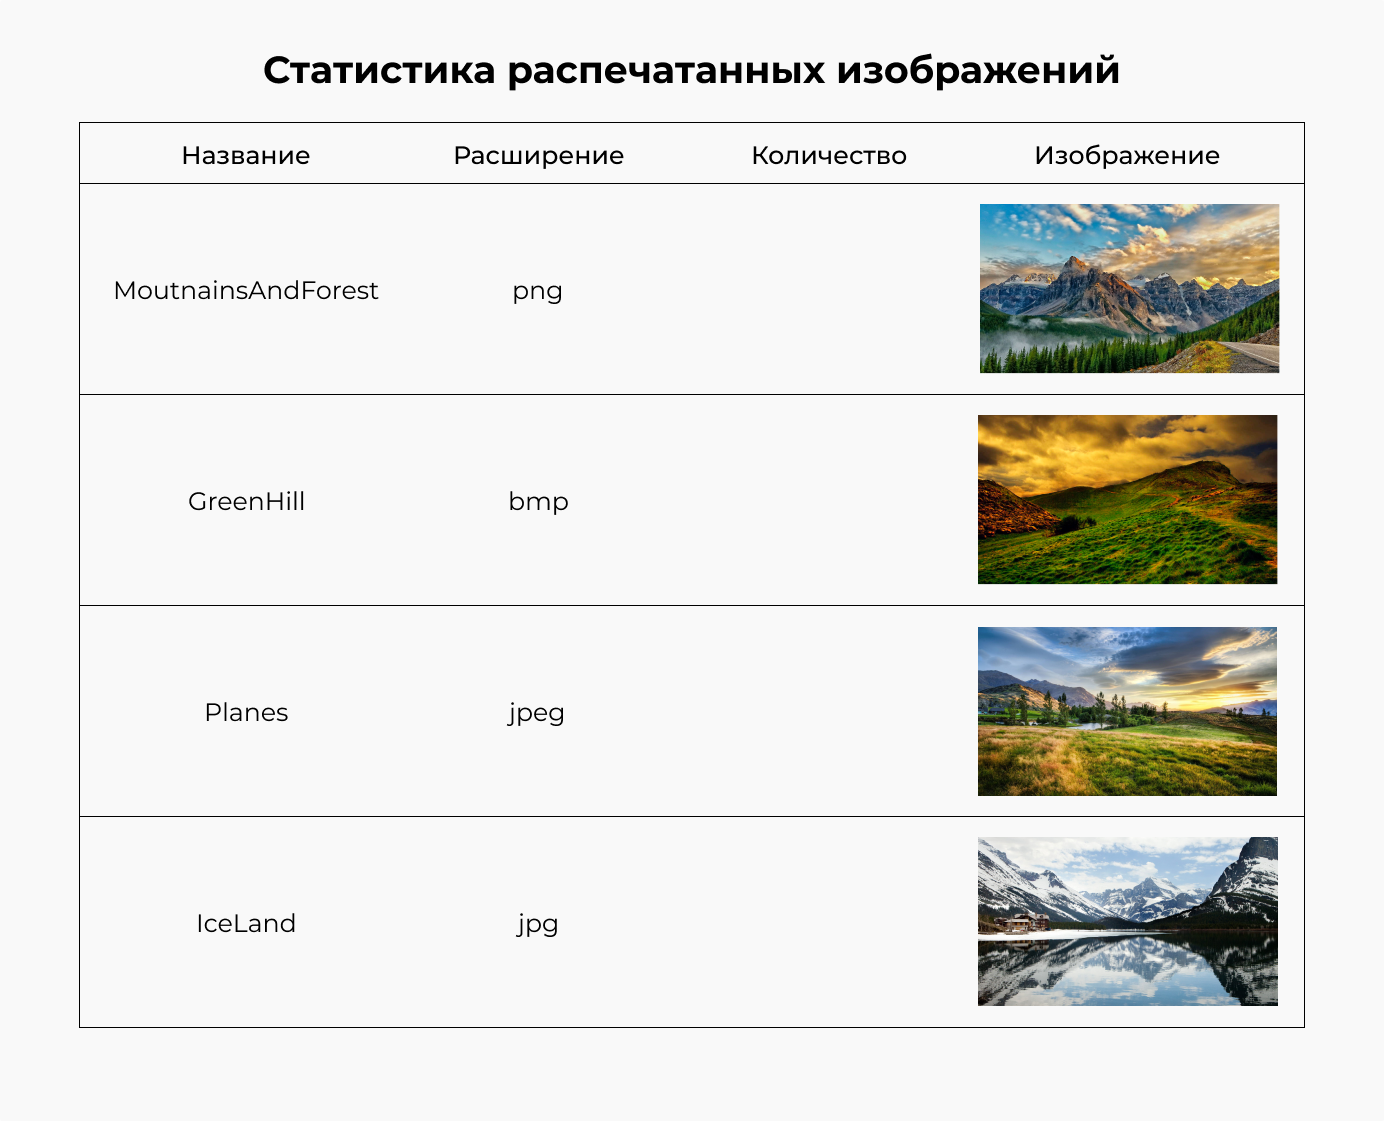 Статистика распечатанных изображений
Название Расширение Количество Изображение
MoutnainsAndForest png
GreenHill bmp
Planes jpeg
IceLand jpg